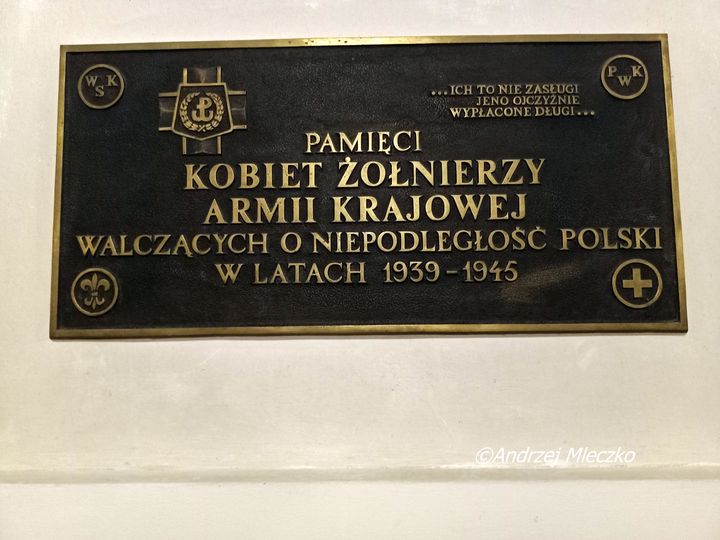 W S K
P W K
...ICH TO NIE ZASŁUGI
JENO OJCZYŹNIE
WYPŁACONE DŁUGI...
PAMIĘCI
KOBIET ŻOŁNIERZY
ARMII KRAJOWEJ
WALCZĄCYCH O NIEPODLEGŁOŚĆ POLSKI
W LATACH 1939-1945
©Andrzej Mleczko